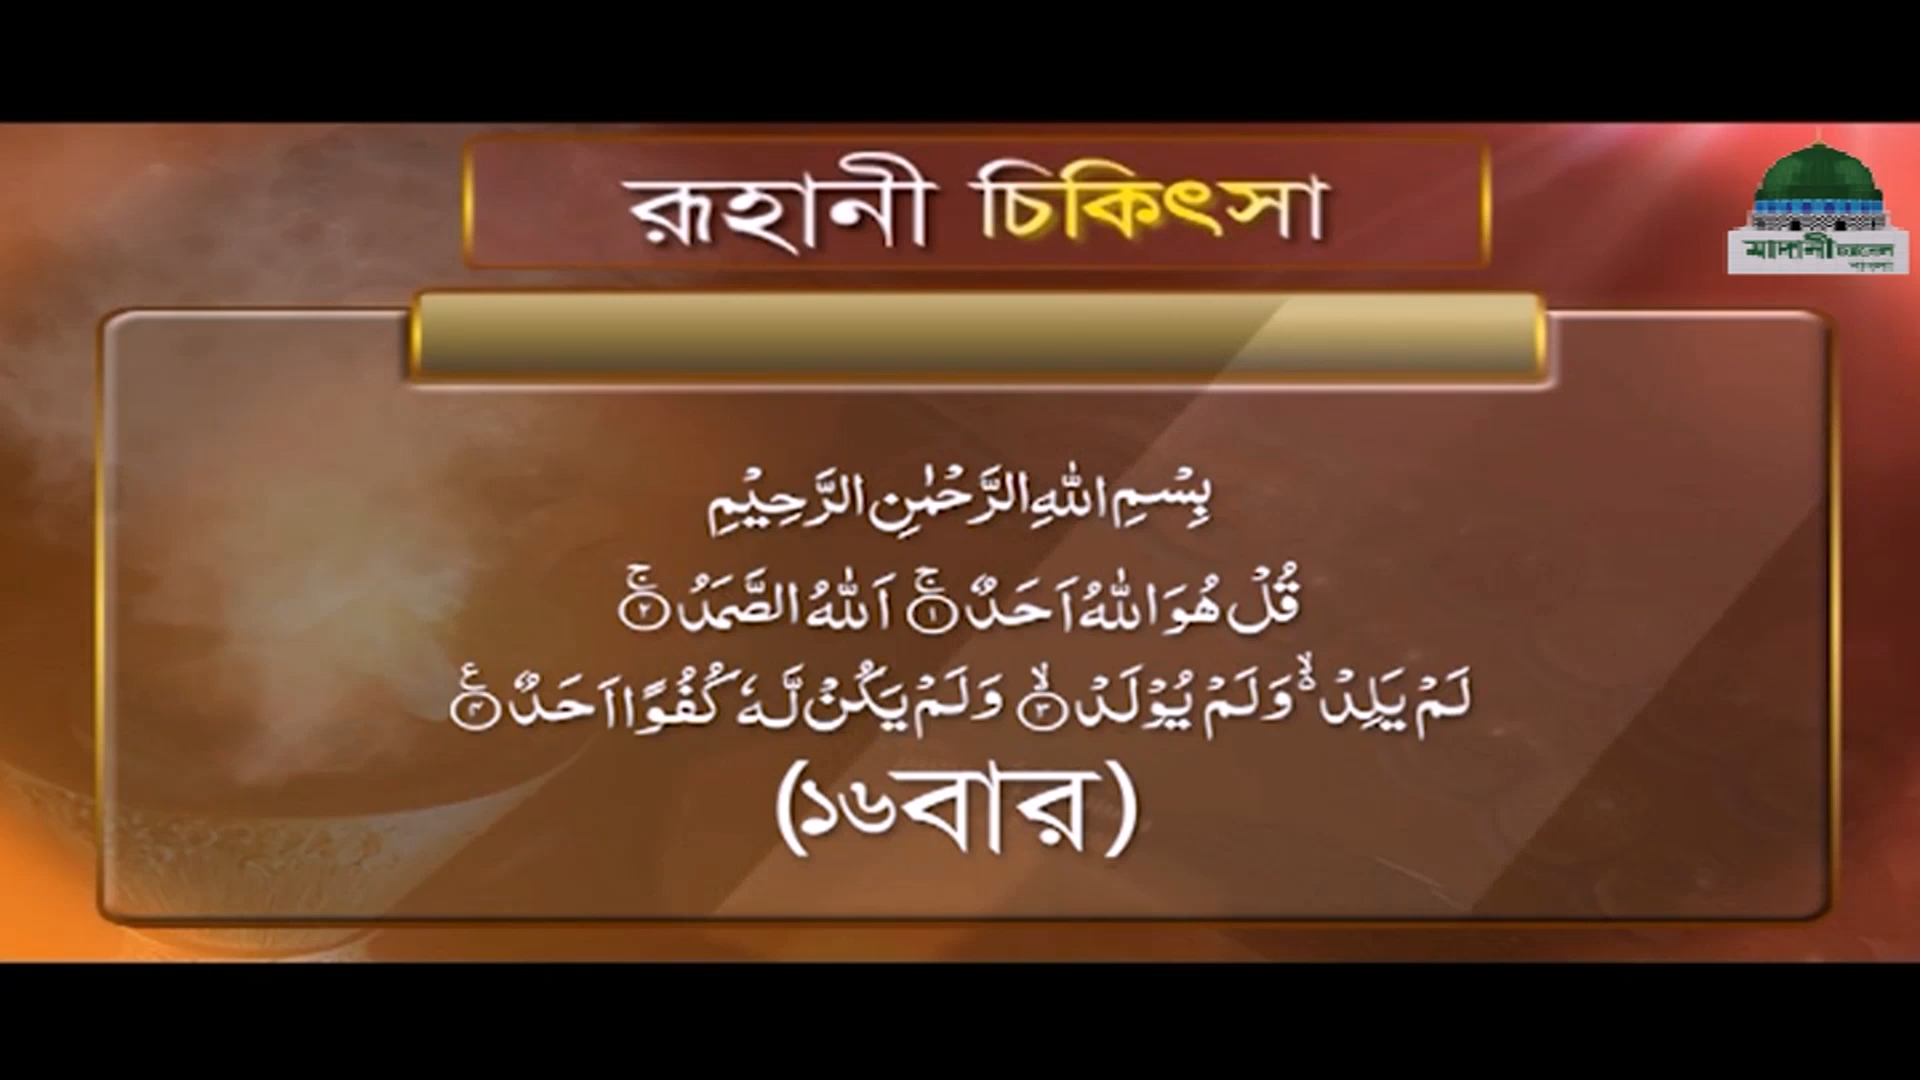 রূহানী চিকিৎসা
মাদানী চ্যানেল
বাংলা
بِسْمِ اللّٰهِ الرَّحْمٰنِ الرَّحِيْمِ
قُلْ هُوَ اللّٰهُ اَحَدٌ ۚ﴿۱﴾ اَللّٰهُ الصَّمَدُ ۚ﴿۲﴾
لَمْ يَلِدْ ۙ۬ وَلَمْ يُوْلَدْ ۙ﴿۳﴾ وَلَمْ يَكُنْ لَّهٗ كُفُوًا اَحَدٌ ﴿۴﴾ع
(১৬বার)